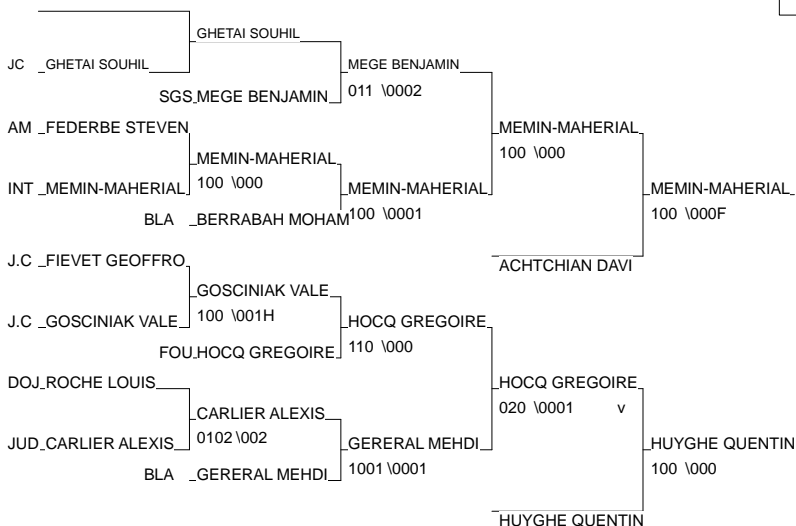 GHETAI SOUHIL
JC GHETAI SOUHIL MEGE BENJAMIN
SGS MEGE BENJAMIN 011 \0002
AM FEDERBE STEVEN MEMIN-MAHERIAL
MEMIN-MAHERIAL 100 \000
INT MEMIN-MAHERIAL 100 \000 MEMIN-MAHERIAL MEMIN-MAHERIAL
BLA BERRABAH MOHAM 100 \0001 100 \000F
J.C FIEVET GEOFFRO ACHTCHIAN DAVI
GOSCINIAK VALE
J.C GOSCINIAK VALE 100 \001H HOCQ GREGOIRE
FOU HOCQ GREGOIRE 110 \000
DOJ ROCHE LOUIS HOCQ GREGOIRE
CARLIER ALEXIS 020 \0001 v
JUD CARLIER ALEXIS 0102 \002 GERERAL MEHDI HUYGHE QUENTIN
BLA GERERAL MEHDI 1001 \0001 100 \000
HUYGHE QUENTIN